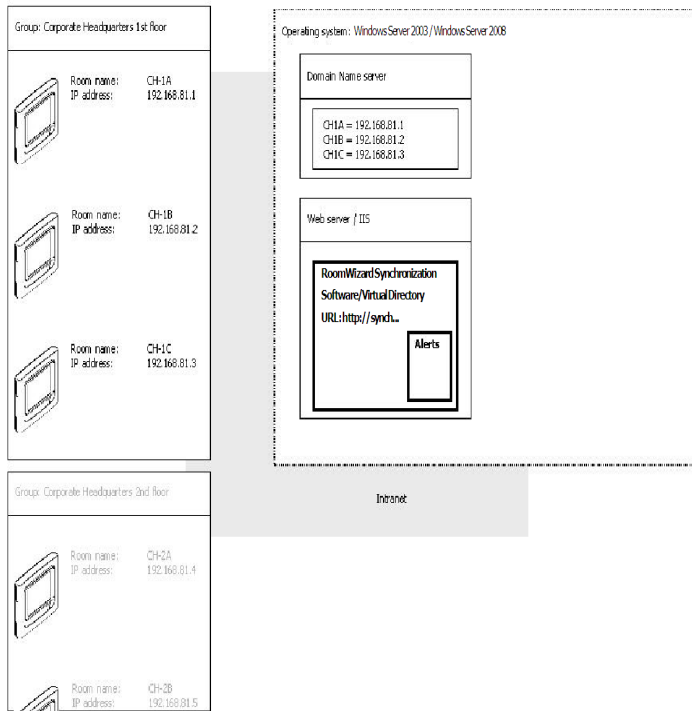 Group: Corporate Headquarters 1st floor
Room name: CH-1A
IP address: 192.168.81.1
Room name: CH-1B
IP address: 192.168.81.2
Room name: CH-1C
IP address: 192.168.81.3
Group: Corporate Headquarters 2nd floor
Room name: CH-2A
IP address: 192.168.81.4
Room name: CH-2B
IP address: 192.168.81.5
Operating system: Windows Server 2003 / Windows Server 2008
Domain Name server
CH1A = 192.168.81.1
CH1B = 192.168.81.2
CH1C = 192.168.81.3
Web server / IIS
RoomWizard Synchronization
Software/Virtual Directory
URL: http://synch...
Alerts
Intranet